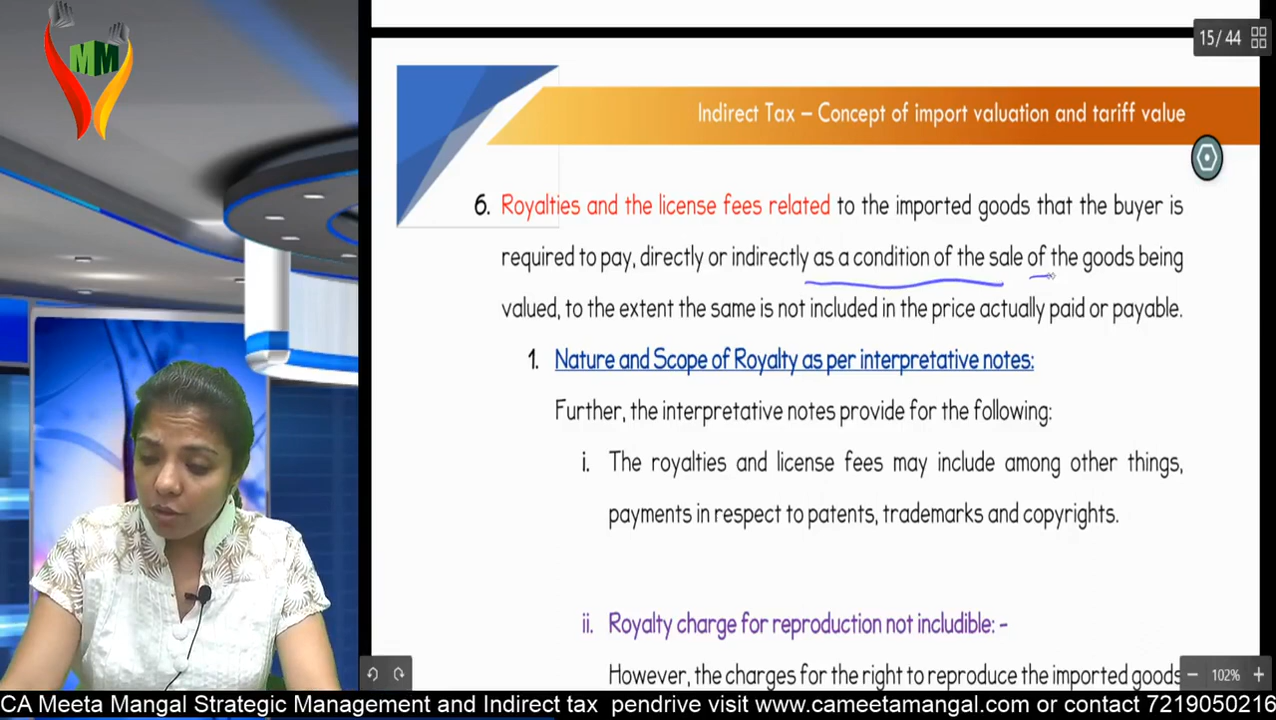 MM
15/ 44
Indirect Tax – Concept of import valuation and tariff value
6. Royalties and the license fees related to the imported goods that the buyer is
required to pay, directly or indirectly as a condition of the sale of the goods being
valued, to the extent the same is not included in the price actually paid or payable.
1. Nature and Scope of Royalty as per interpretative notes:
Further, the interpretative notes provide for the following:
i. The royalties and license fees may include among other things,
payments in respect to patents, trademarks and copyrights.
ii. Royalty charge for reproduction not includible: -
However, the charges for the right to reproduce the imported goods
102%
CA Meeta Mangal Strategic Management and Indirect tax pendrive visit www.cameetamangal.com or contact 7219050216